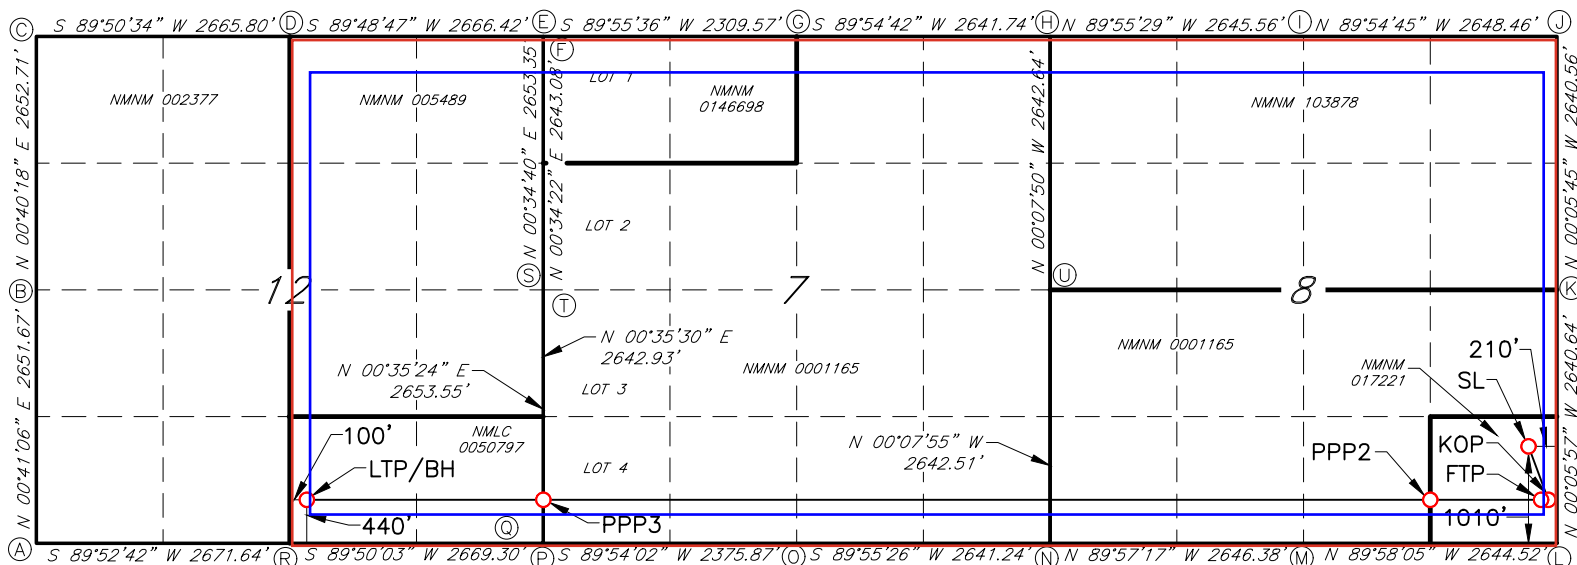 C
S 89°50'34" W 2665.80'
D
S 89°48'47" W 2666.42'
E
S 89°55'36" W 2309.57'
G
S 89°54'42" W 2641.74'
H
N 89°55'29" W 2645.56'
I
N 89°54'45" W 2648.46'
J
F
N 00°40'18" E 2652.71'
N 00°34'40" E 2653.35'
N 00°34'22" E 2643.08'
N 00°07'50" W 2642.64'
N 00°05'45" W 2640.56'
LOT 1
NMNM 002377
NMNM 005489
NMNM
0146698
NMNM 103878
LOT 2
B
12
S
T
7
U
8
K
N 00°41'06" E 2651.67'
N 00°05'57" W 2640.64'
N 00°35'30" E
2642.93'
N 00°35'24" E
2653.55'
LOT 3
NMNM 0001165
NMNM 0001165
NMNM
017221
210'
SL
NMLC
0050797
100'
LTP/BH
LOT 4
N 00°07'55" W
2642.51'
PPP2
KOP
FTP
440'
Q
PPP3
1010'
A
S 89°52'42" W 2671.64'
R
S 89°50'03" W 2669.30'
P
S 89°54'02" W 2375.87'
O
S 89°55'26" W 2641.24'
N
N 89°57'17" W 2646.38'
M
N 89°58'05" W 2644.52'
L